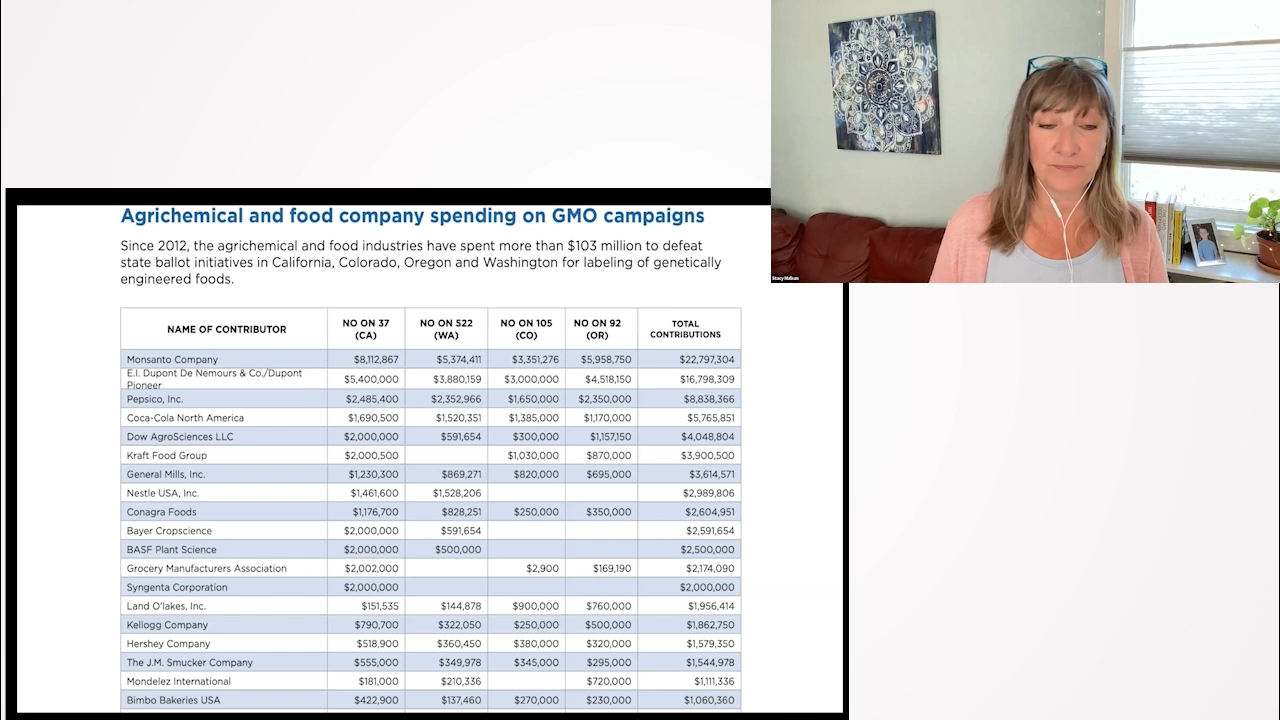 Agrichemical and food company spending on GMO campaigns
Since 2012, the agrichemical and food industries have spent more than $103 million to defeat
state ballot initiatives in California, Colorado, Oregon and Washington for labeling of genetically
engineered foods.
NAME OF CONTRIBUTOR NO ON 37 (CA) NO ON 522 (WA) NO ON 105 (CO) NO ON 92 (OR) TOTAL CONTRIBUTIONS
Monsanto Company $8,112,867 $5,374,411 $3,351,276 $5,958,750 $22,797,304
E.I. Dupont De Nemours & Co./Dupont Pioneer $5,400,000 $3,880,159 $3,000,000 $4,518,150 $16,798,309
Pepsico, Inc. $2,485,400 $2,352,966 $1,650,000 $2,350,000 $8,838,366
Coca-Cola North America $1,690,500 $1,520,351 $1,385,000 $1,170,000 $5,765,851
Dow AgroSciences LLC $2,000,000 $591,654 $300,000 $1,157,150 $4,048,804
Kraft Food Group $2,000,500 $1,030,000 $870,000 $3,900,500
General Mills, Inc. $1,230,300 $869,271 $820,000 $695,000 $3,614,571
Nestle USA, Inc. $1,461,600 $1,528,206 $2,989,806
Conagra Foods $1,176,700 $828,251 $250,000 $350,000 $2,604,951
Bayer Cropscience $2,000,000 $591,654 $2,591,654
BASF Plant Science $2,000,000 $500,000 $2,500,000
Grocery Manufacturers Association $2,002,000 $2,900 $169,190 $2,174,090
Syngenta Corporation $2,000,000 $2,000,000
Land O'lakes, Inc. $151,535 $144,878 $900,000 $760,000 $1,956,414
Kellogg Company $790,700 $322,050 $250,000 $500,000 $1,862,750
Hershey Company $518,900 $360,450 $380,000 $320,000 $1,579,350
The J.M. Smucker Company $555,000 $349,978 $345,000 $295,000 $1,544,978
Mondelez International $181,000 $210,336 $720,000 $1,111,336
Bimbo Bakeries USA $422,900 $137,460 $270,000 $230,000 $1,060,360
Stacy Malkan